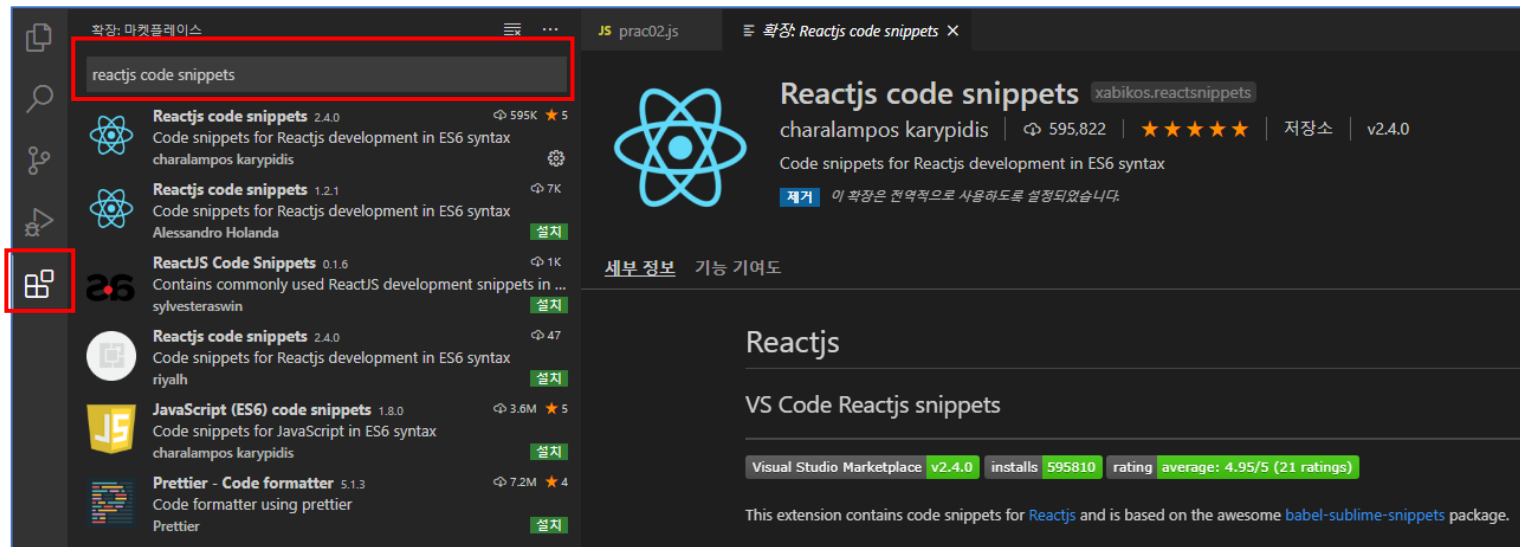 확장: 마켓플레이스
reactjs code snippets
Reactjs code snippets 2.4.0 595K ★ 5
Code snippets for Reactjs development in ES6 syntax
charalampos karypidis
Reactjs code snippets 1.2.1 7K
Code snippets for Reactjs development in ES6 syntax
Alessandro Holanda 설치
ReactJS Code Snippets 0.1.6 1K
Contains commonly used ReactJS development snippets in ...
sylvesteraswin 설치
Reactjs code snippets 2.4.0 47
Code snippets for Reactjs development in ES6 syntax
riyalh 설치
JavaScript (ES6) code snippets 1.8.0 3.6M ★ 5
Code snippets for JavaScript in ES6 syntax
charalampos karypidis 설치
Prettier - Code formatter 5.1.3 7.2M ★ 4
Code formatter using prettier
Prettier 설치
JS prac02.js 확장: Reactjs code snippets ×
Reactjs code snippets xabikos.reactsnippets
charalampos karypidis | 595,822 | ★★★★★ | 저장소 | v2.4.0
Code snippets for Reactjs development in ES6 syntax
제거 이 확장은 전역적으로 사용하도록 설정되었습니다.
세부 정보 기능 기여도
Reactjs
VS Code Reactjs snippets
Visual Studio Marketplace v2.4.0 installs 595810 rating average: 4.95/5 (21 ratings)
This extension contains code snippets for Reactjs and is based on the awesome babel-sublime-snippets package.